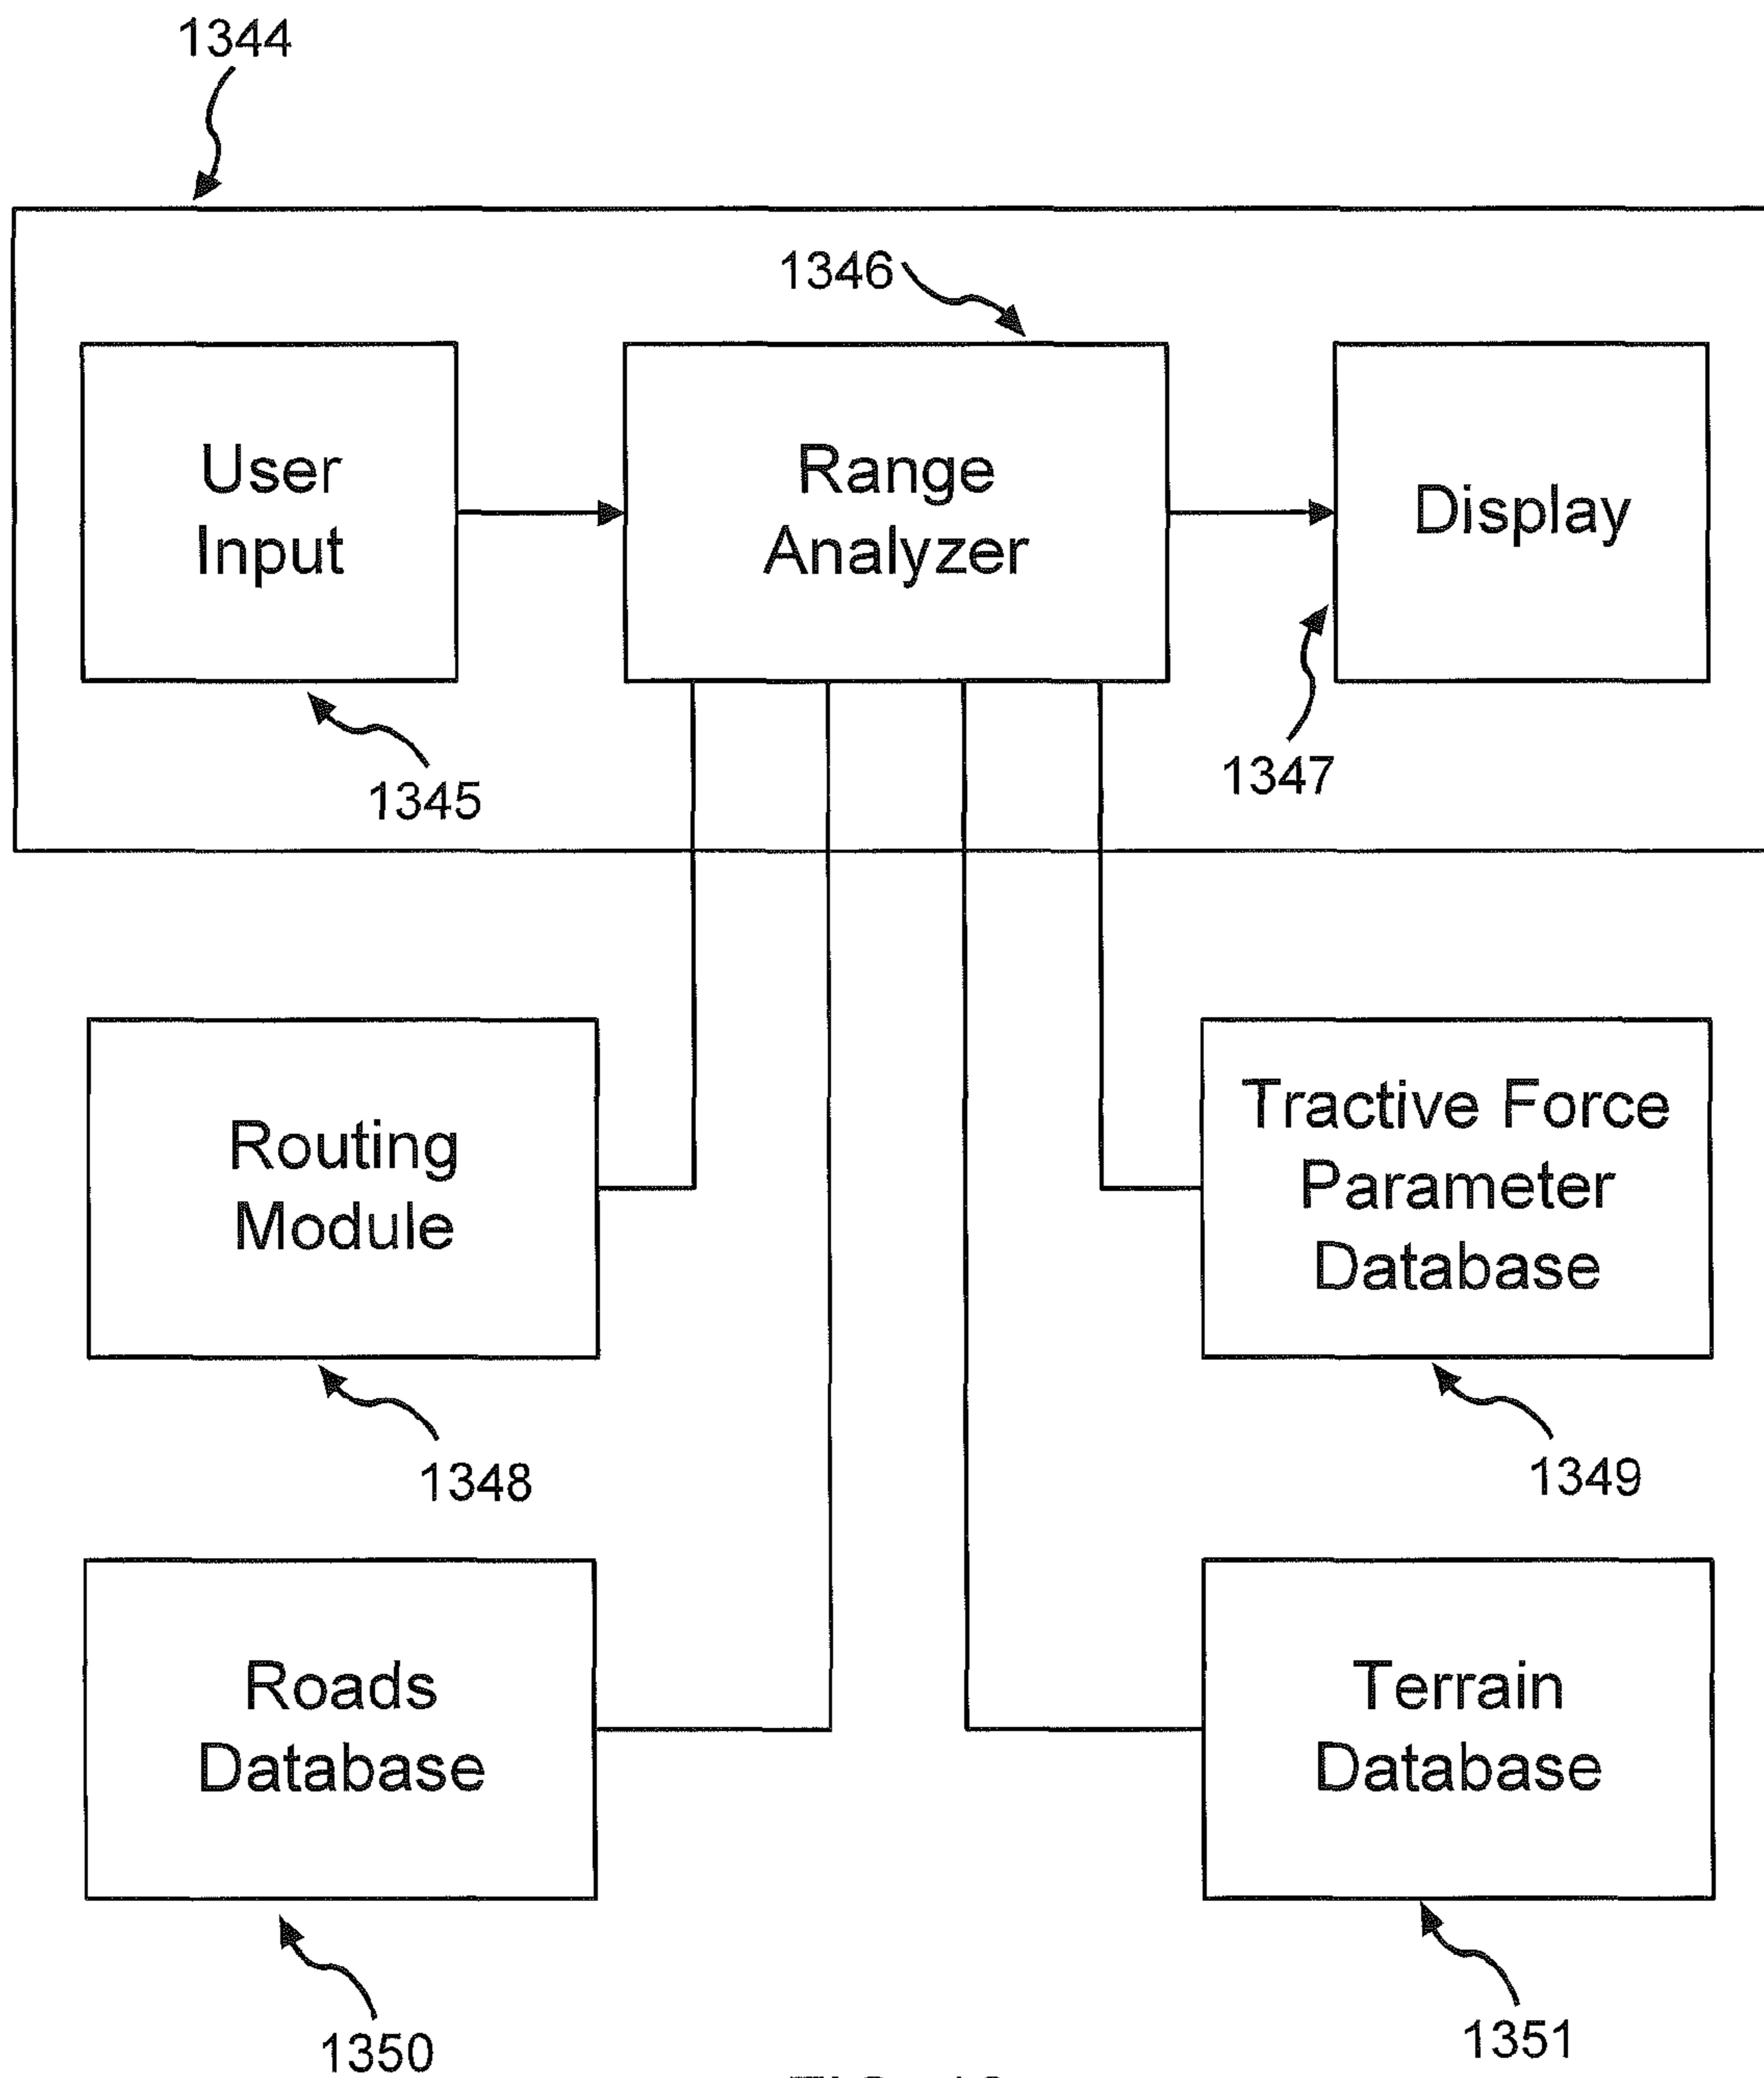 1344
1346
User
Input
Range
Analyzer
Display
1345
1347
Routing
Module
Tractive Force
Parameter
Database
1348
1349
Roads
Database
Terrain
Database
1350
1351